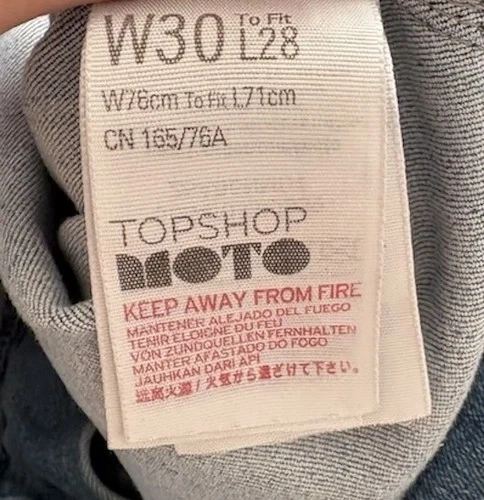 W30 To Fit L28
W76cm To Fit L71cm
CN 165/76A
TOPSHOP
MOTO
KEEP AWAY FROM FIRE
MANTENER ALEJADO DEL FUEGO
TENIR ELOIGNE DU FEU
VON ZUNDQUELLEN FERNHALTEN
MANTER AFASTADO DO FOGO
JAUHKAN DARI API
远离火源 / 火気から遠ざけて下さい。